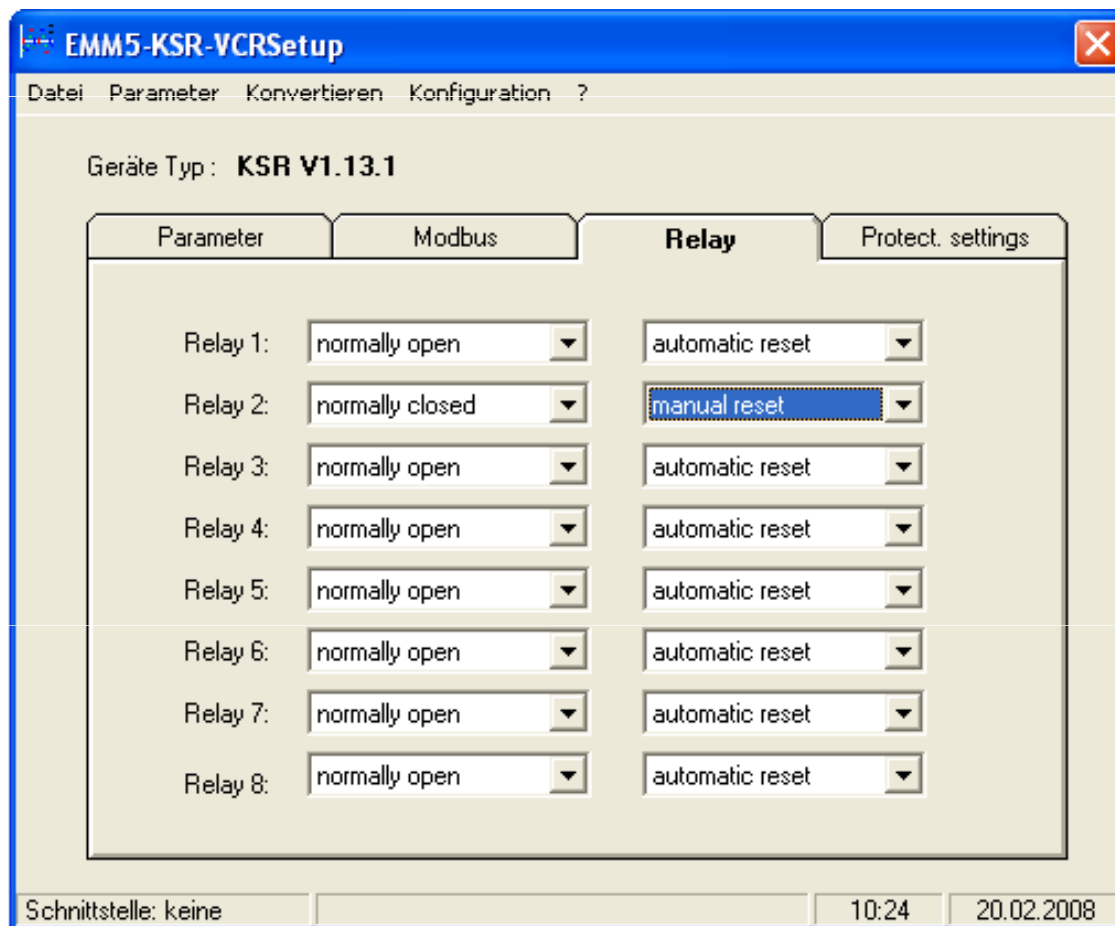 EMM5-KSR-VCRSetup
Datei Parameter Konvertieren Konfiguration ?
Geräte Typ : KSR V1.13.1
Parameter Modbus Relay Protect. settings
Relay 1: normally open automatic reset
Relay 2: normally closed manual reset
Relay 3: normally open automatic reset
Relay 4: normally open automatic reset
Relay 5: normally open automatic reset
Relay 6: normally open automatic reset
Relay 7: normally open automatic reset
Relay 8: normally open automatic reset
Schnittstelle: keine 10:24 20.02.2008